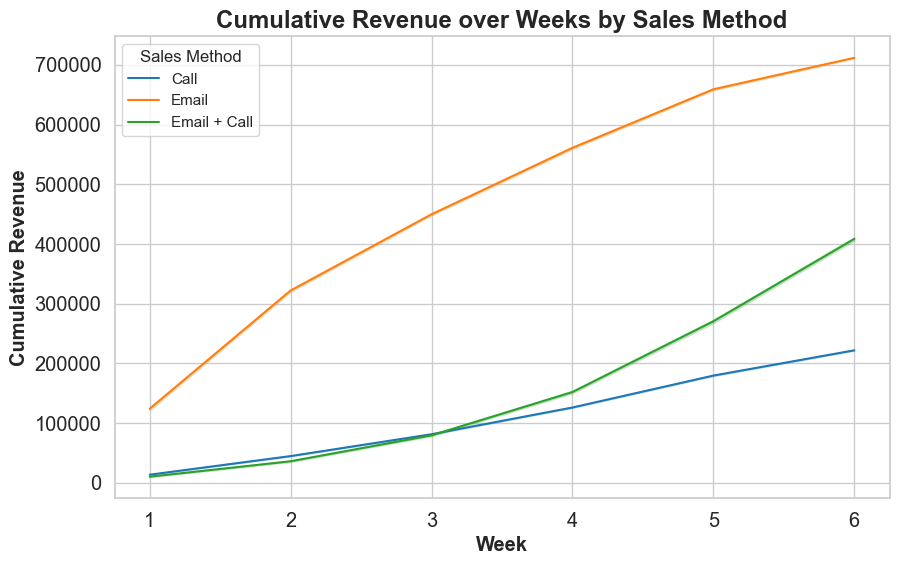 Cumulative Revenue over Weeks by Sales Method
Sales Method
Call
Email
Email + Call
Cumulative Revenue
700000
600000
500000
400000
300000
200000
100000
0
1 2 3 4 5 6
Week